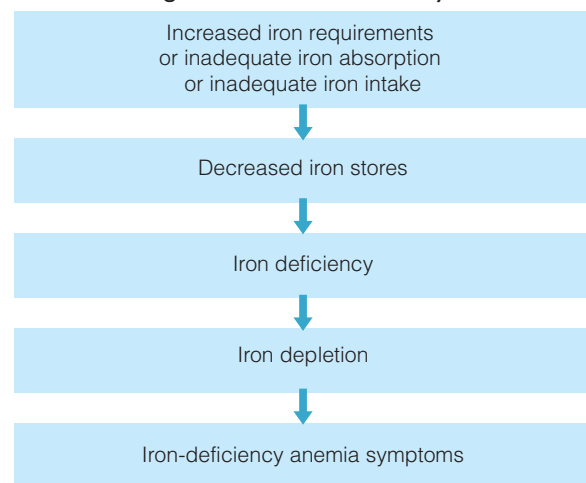 Increased iron requirements
or inadequate iron absorption
or inadequate iron intake
Decreased iron stores
Iron deficiency
Iron depletion
Iron-deficiency anemia symptoms